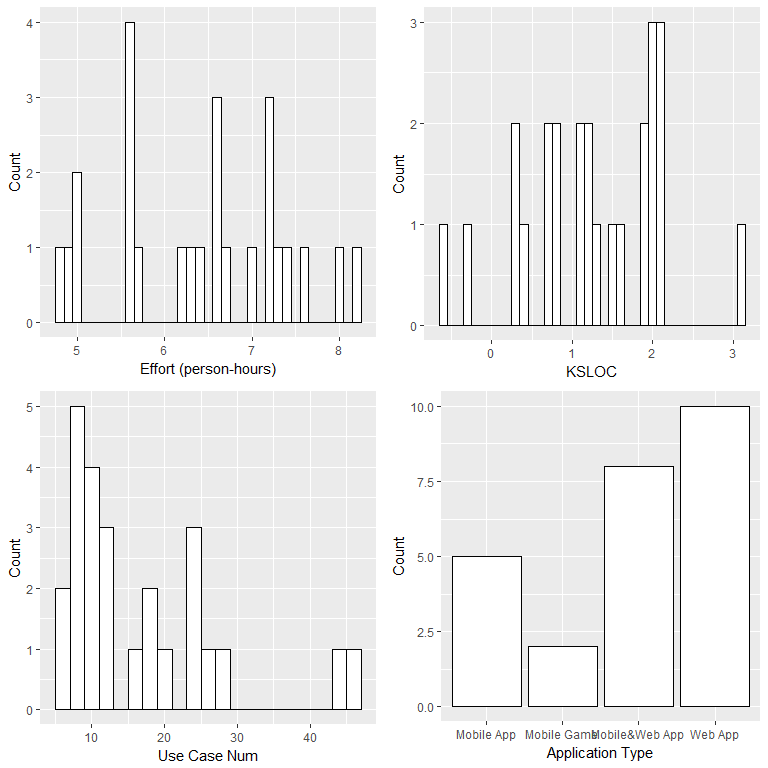 4
3
2
1
0
Count
5
6
7
8
Effort (person-hours)
3
2
1
0
Count
0
1
2
3
KSLOC
5
4
3
2
1
0
Count
10
20
30
40
Use Case Num
10.0
7.5
5.0
2.5
0.0
Count
Mobile App
Mobile Game
Mobile&Web App
Web App
Application Type